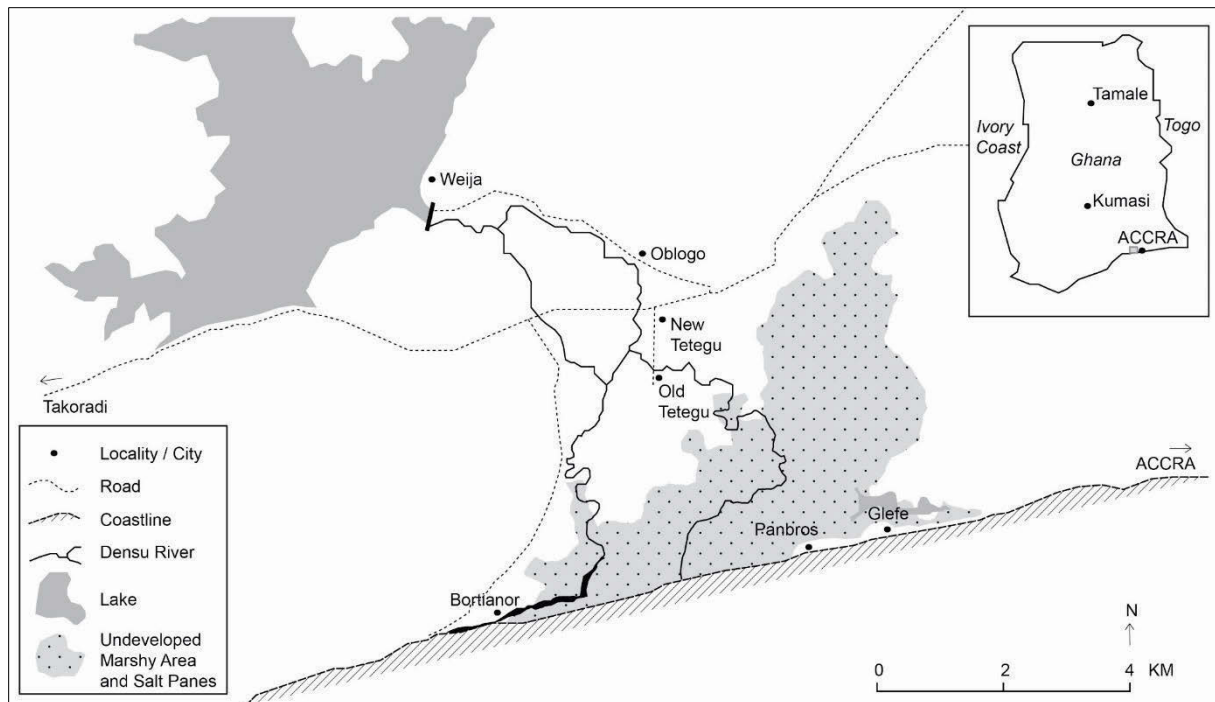 Weija
Oblogo
New
Tetegu
Old
Tetegu
Takoradi
ACCRA
Glefe
Panbros
Bortianor
Tamale
Ivory
Coast
Togo
Ghana
Kumasi
ACCRA
Locality / City
Road
Coastline
Densu River
Lake
Undeveloped
Marshy Area
and Salt Panes
N
0 2 4 KM